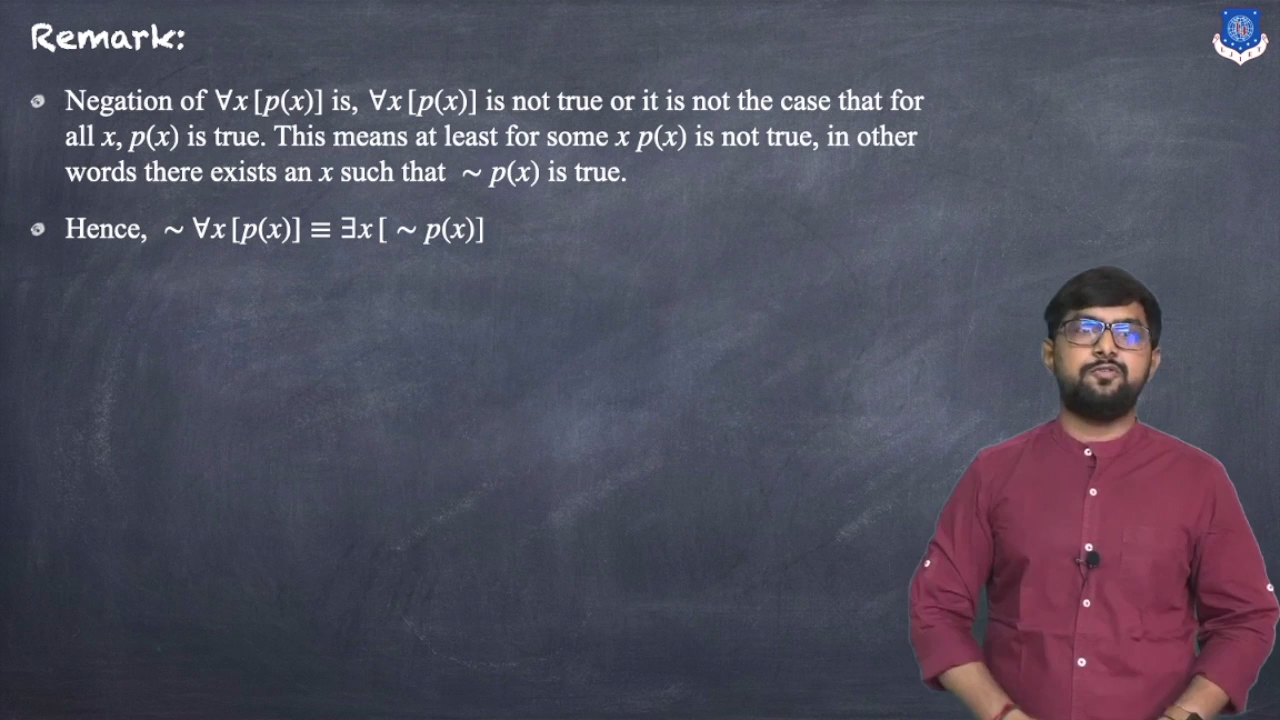 Remark:
Negation of ∀x [p(x)] is, ∀x [p(x)] is not true or it is not the case that for
all x, p(x) is true. This means at least for some x p(x) is not true, in other
words there exists an x such that ~ p(x) is true.
Hence, ~ ∀x [p(x)] ≡ ∃x [ ~ p(x)]